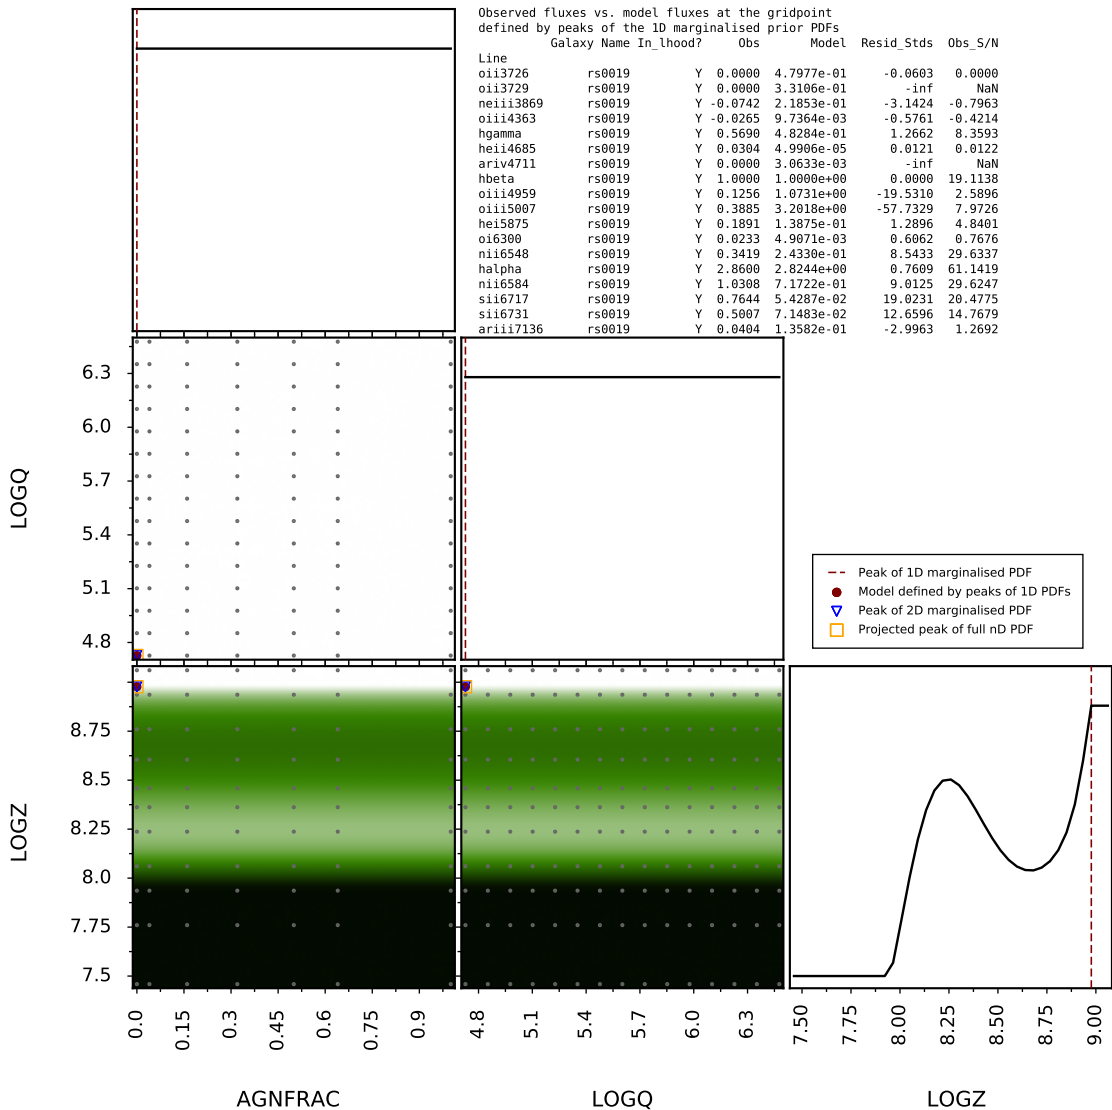 Observed fluxes vs. model fluxes at the gridpoint
defined by peaks of the 1D marginalised prior PDFs
Galaxy Name In_lhood? Obs Model Resid_Stds Obs_S/N
Line
oii3726 rs0019 Y 0.0000 4.7977e-01 -0.0603 0.0000
oii3729 rs0019 Y 0.0000 3.3106e-01 -inf NaN
neiii3869 rs0019 Y -0.0742 2.1853e-01 -3.1424 -0.7963
oiii4363 rs0019 Y -0.0265 9.7364e-03 -0.5761 -0.4214
hgamma rs0019 Y 0.5690 4.8284e-01 1.2662 8.3593
heii4685 rs0019 Y 0.0304 4.9906e-05 0.0121 0.0122
ariv4711 rs0019 Y 0.0000 3.0633e-03 -inf NaN
hbeta rs0019 Y 1.0000 1.0000e+00 0.0000 19.1138
oiii4959 rs0019 Y 0.1256 1.0731e+00 -19.5310 2.5896
oiii5007 rs0019 Y 0.3885 3.2018e+00 -57.7329 7.9726
hei5875 rs0019 Y 0.1891 1.3875e-01 1.2896 4.8401
oi6300 rs0019 Y 0.0233 4.9071e-03 0.6062 0.7676
nii6548 rs0019 Y 0.3419 2.4330e-01 8.5433 29.6337
halpha rs0019 Y 2.8600 2.8244e+00 0.7609 61.1419
nii6584 rs0019 Y 1.0308 7.1722e-01 9.0125 29.6247
sii6717 rs0019 Y 0.7644 5.4287e-02 19.0231 20.4775
sii6731 rs0019 Y 0.5007 7.1483e-02 12.6596 14.7679
ariii7136 rs0019 Y 0.0404 1.3582e-01 -2.9963 1.2692
6.3
6.0
5.7
5.4
5.1
4.8
LOGQ
Peak of 1D marginalised PDF
Model defined by peaks of 1D PDFs
Peak of 2D marginalised PDF
Projected peak of full nD PDF
8.75
8.5
8.25
8.0
7.75
7.5
LOGZ
0.0 0.15 0.3 0.45 0.6 0.75 0.9
4.8 5.1 5.4 5.7 6.0 6.3
7.50 7.75 8.00 8.25 8.50 8.75 9.00
AGNFRAC LOGQ LOGZ